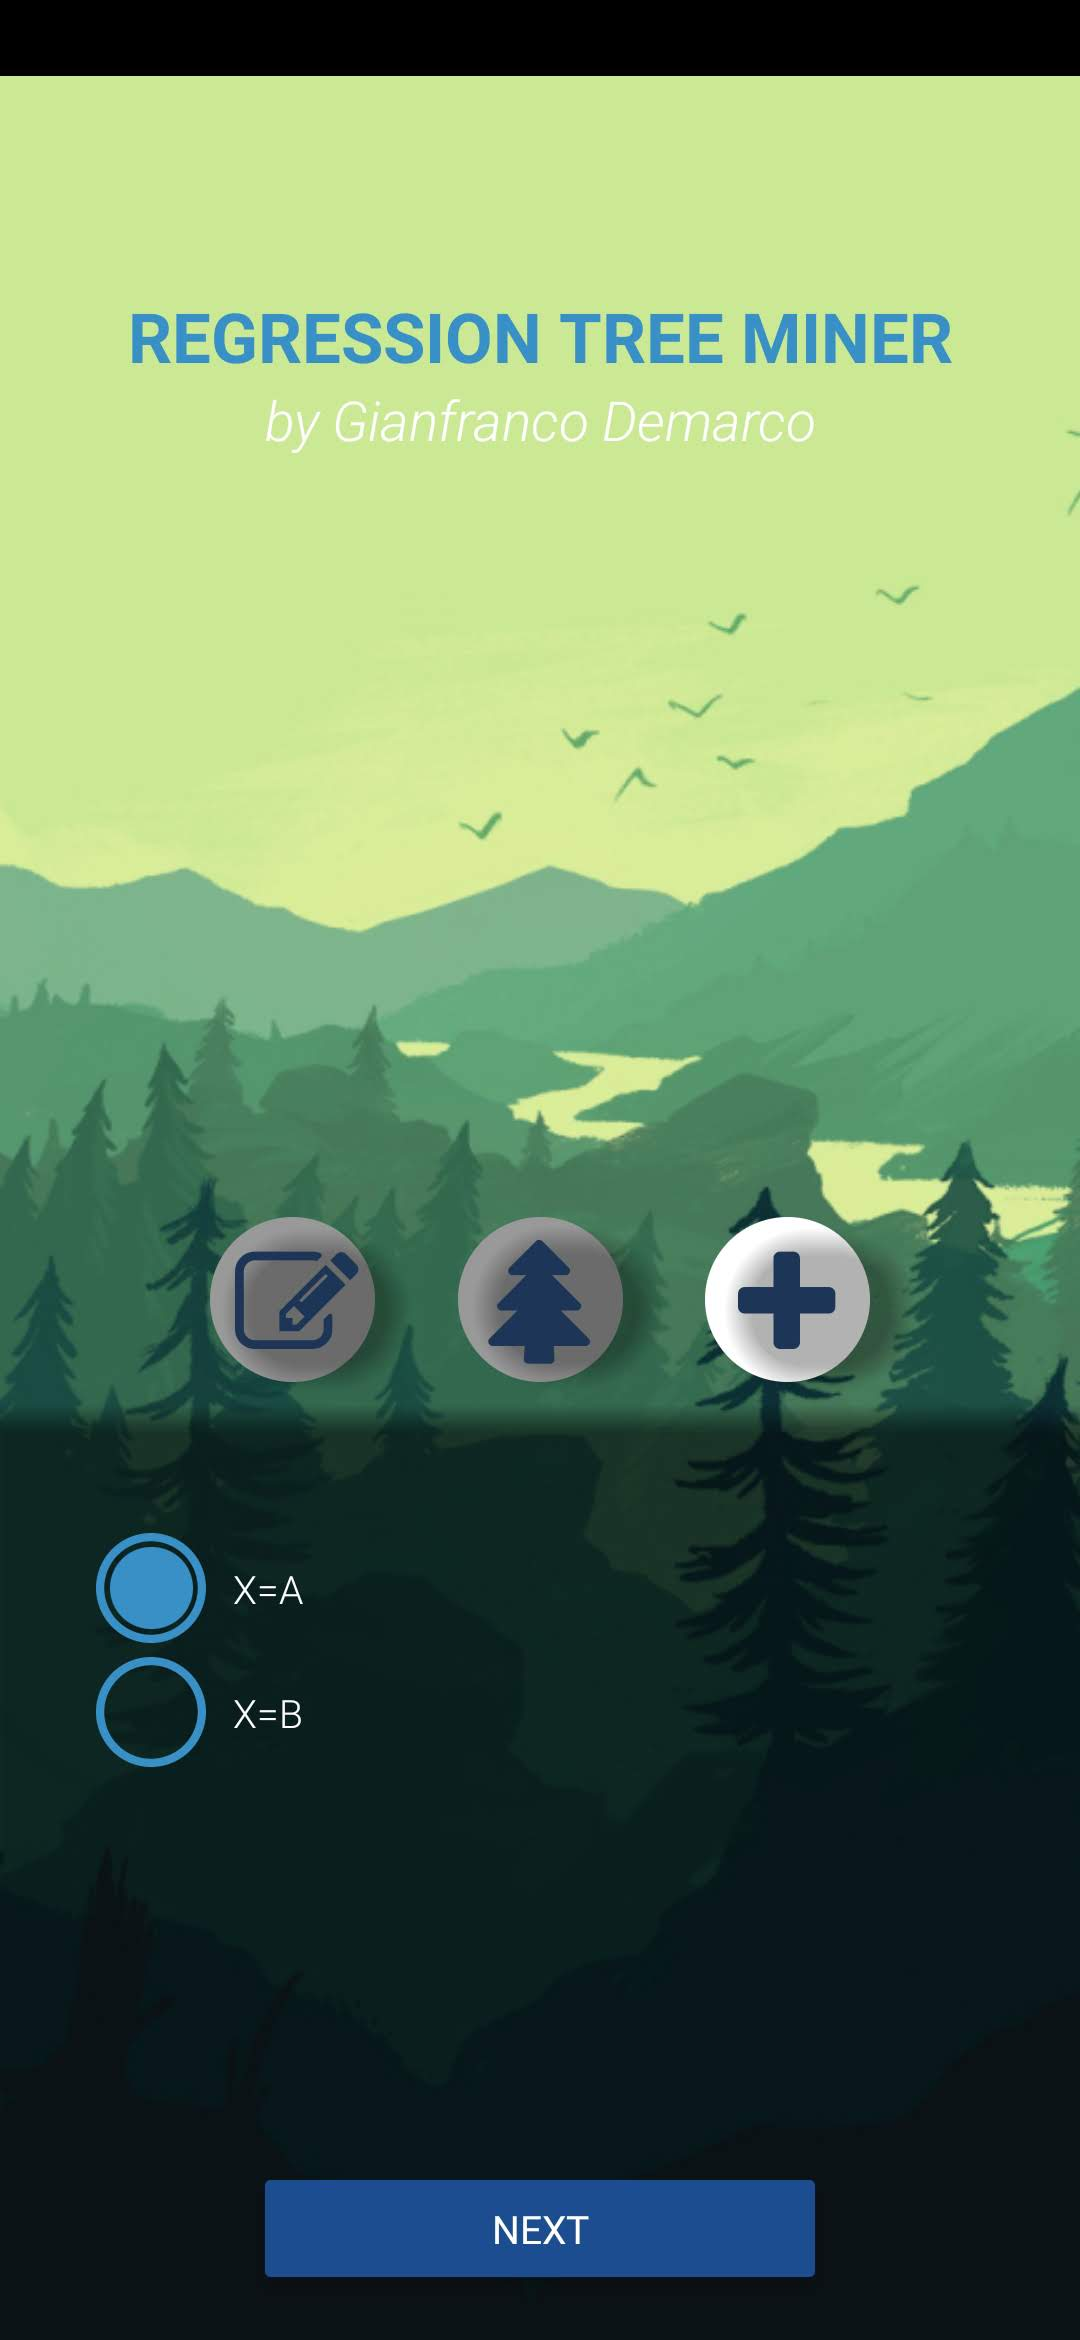 REGRESSION TREE MINER
by Gianfranco Demarco
X=A
X=B
NEXT